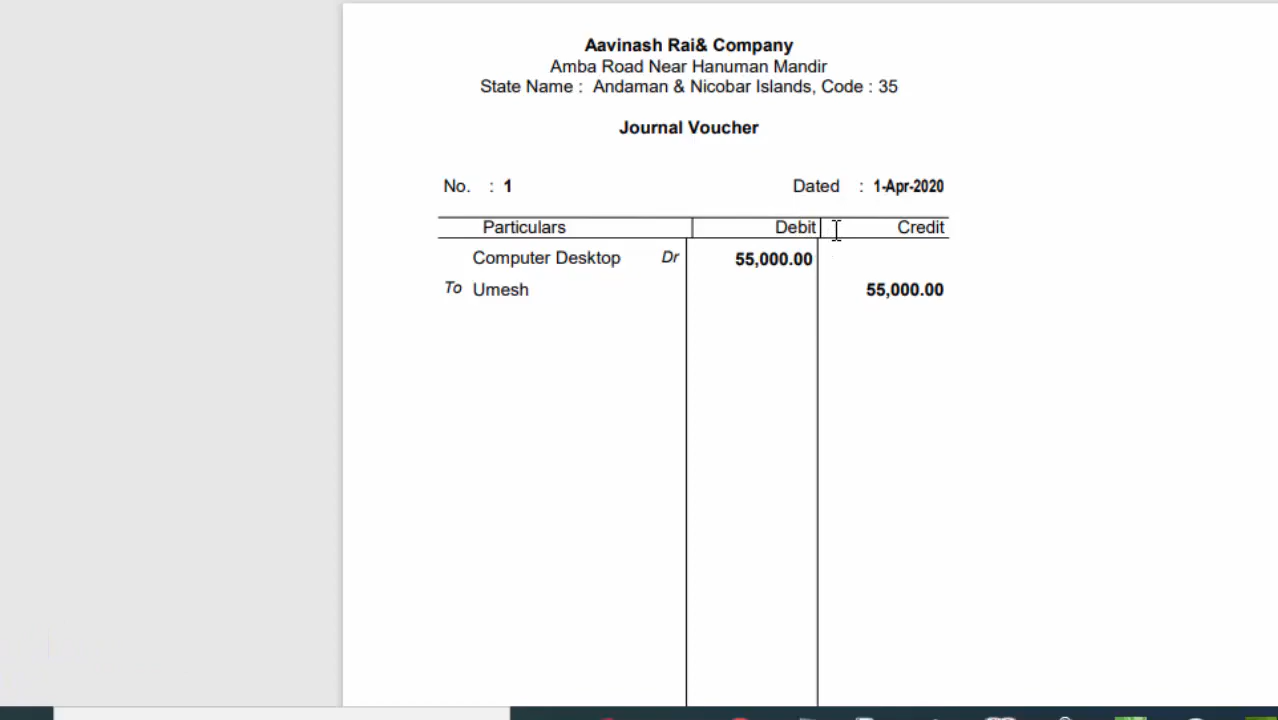 Aavinash Rai& Company
Amba Road Near Hanuman Mandir
State Name : Andaman & Nicobar Islands, Code : 35
Journal Voucher
No. : 1 Dated : 1-Apr-2020
Particulars Debit Credit
Computer Desktop Dr 55,000.00
To Umesh 55,000.00